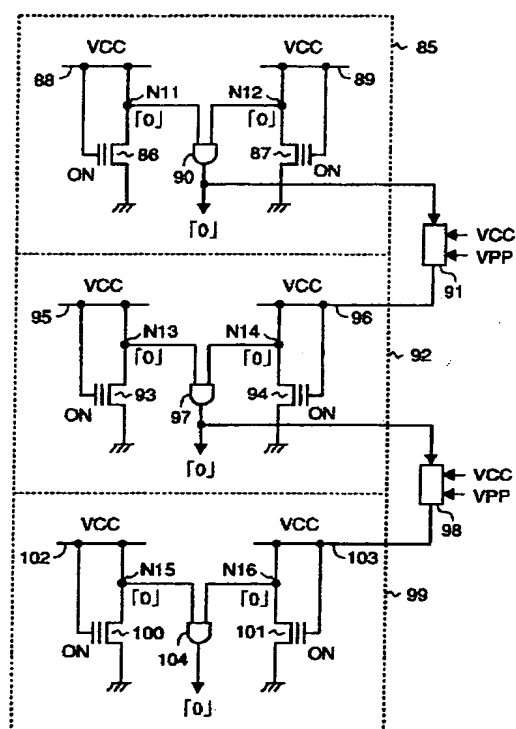 VCC VCC 85
88 89
N11 N12
「0」 「0」
86 87
ON 90 ON
「0」
VCC
VPP
91
VCC VCC
95 96
N13 N14 92
「0」 「0」
93 94
ON 97 ON
「0」
VCC
VPP
98
VCC VCC
102 103
N15 N16 99
「0」 「0」
100 101
ON 104 ON
「0」